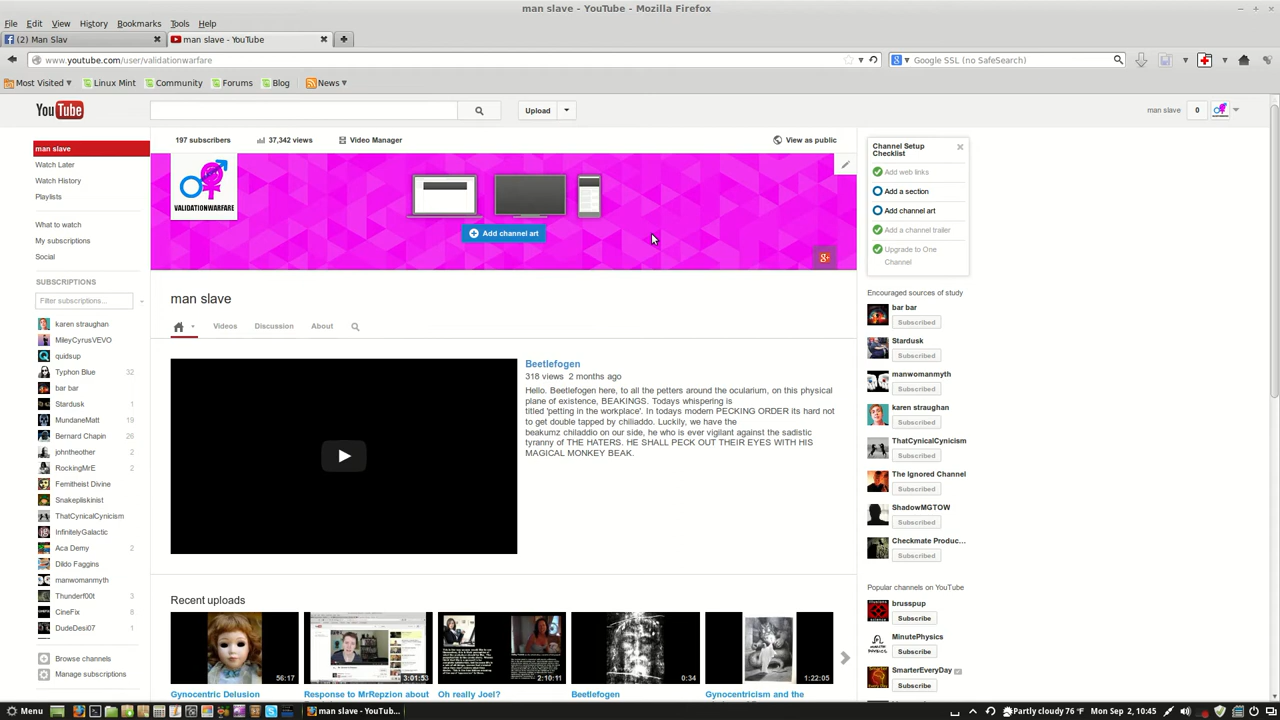 man slave - YouTube - Mozilla Firefox
File Edit View History Bookmarks Tools Help
(2) Man Slav
man slave - YouTube
www.youtube.com/user/validationwarfare
Google SSL (no SafeSearch)
Most Visited
Linux Mint
Community
Forums
Blog
News
YouTube
Upload
man slave
0
man slave
Watch Later
Watch History
Playlists
What to watch
My subscriptions
Social
SUBSCRIPTIONS
Filter subscriptions...
karen straughan
MileyCyrusVEVO
quidsup
Typhon Blue 32
bar bar
Stardusk 1
MundaneMatt 19
Bernard Chapin 26
johntheother 2
RockingMrE 2
Femitheist Divine
Snakepliskinist
ThatCynicalCynicism
InfinitelyGalactic
Aca Demy 2
Dildo Faggins
manwomanmyth
Thunderf00t 3
CineFix 3
DudeDesi07 1
Browse channels
Manage subscriptions
197 subscribers
37,342 views
Video Manager
View as public
VALIDATIONWARFARE
Add channel art
man slave
Videos
Discussion
About
Beetlefogen
318 views 2 months ago
Hello. Beetlefogen here, to all the petters around the ocularium, on this physical
plane of existence, BEAKINGS. Todays whispering is
titled 'petting in the workplace'. In todays modern PECKING ORDER its hard not
to get double tapped by chiliaddo. Luckily, we have the
beakumz chiladdio on our side, he who is ever vigilant against the sadistic
tyranny of THE HATERS. HE SHALL PECK OUT THEIR EYES WITH HIS
MAGICAL MONKEY BEAK.
Recent uploads
56:17
3:01:53
2:10:11
0:34
1:22:05
Gynocentric Delusion
Response to MrRepzion about
Oh really Joel?
Beetlefogen
Gynocentricism and the
Channel Setup
Checklist
Add web links
Add a section
Add channel art
Add a channel trailer
Upgrade to One
Channel
Encouraged sources of study
bar bar
Subscribed
Stardusk
Subscribed
manwomanmyth
Subscribed
karen straughan
Subscribed
ThatCynicalCynicism
Subscribed
The Ignored Channel
Subscribed
ShadowMGTOW
Subscribed
Checkmate Produc...
Subscribed
Popular channels on YouTube
brusspup
Subscribe
MinutePhysics
Subscribe
SmarterEveryDay
Subscribe
Menu
man slave - YouTub...
Partly cloudy 76 °F
Mon Sep 2, 10:45